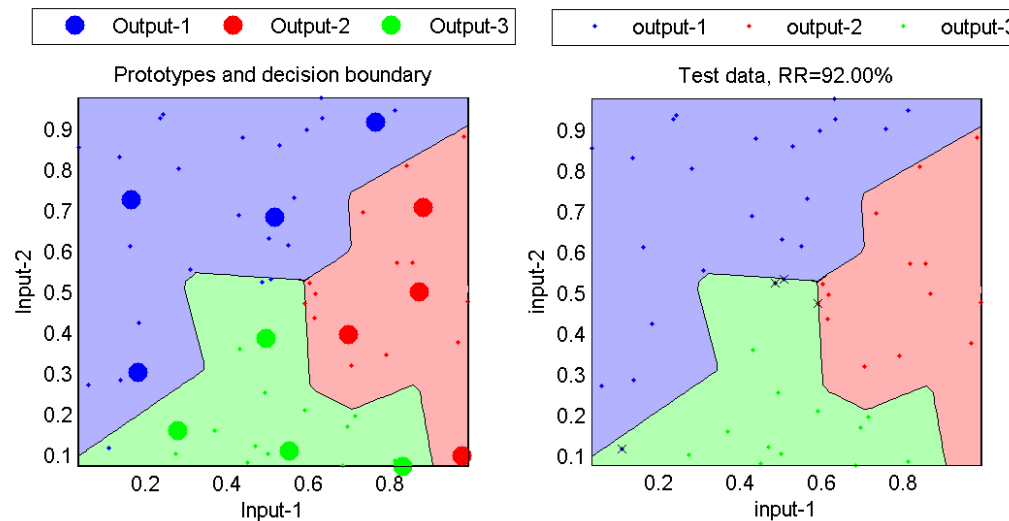 Output-1 Output-2 Output-3
Prototypes and decision boundary
Input-2
0.9
0.8
0.7
0.6
0.5
0.4
0.3
0.2
0.1
0.2 0.4 0.6 0.8
Input-1
output-1 output-2 output-3
Test data, RR=92.00%
input-2
0.9
0.8
0.7
0.6
0.5
0.4
0.3
0.2
0.1
0.2 0.4 0.6 0.8
input-1